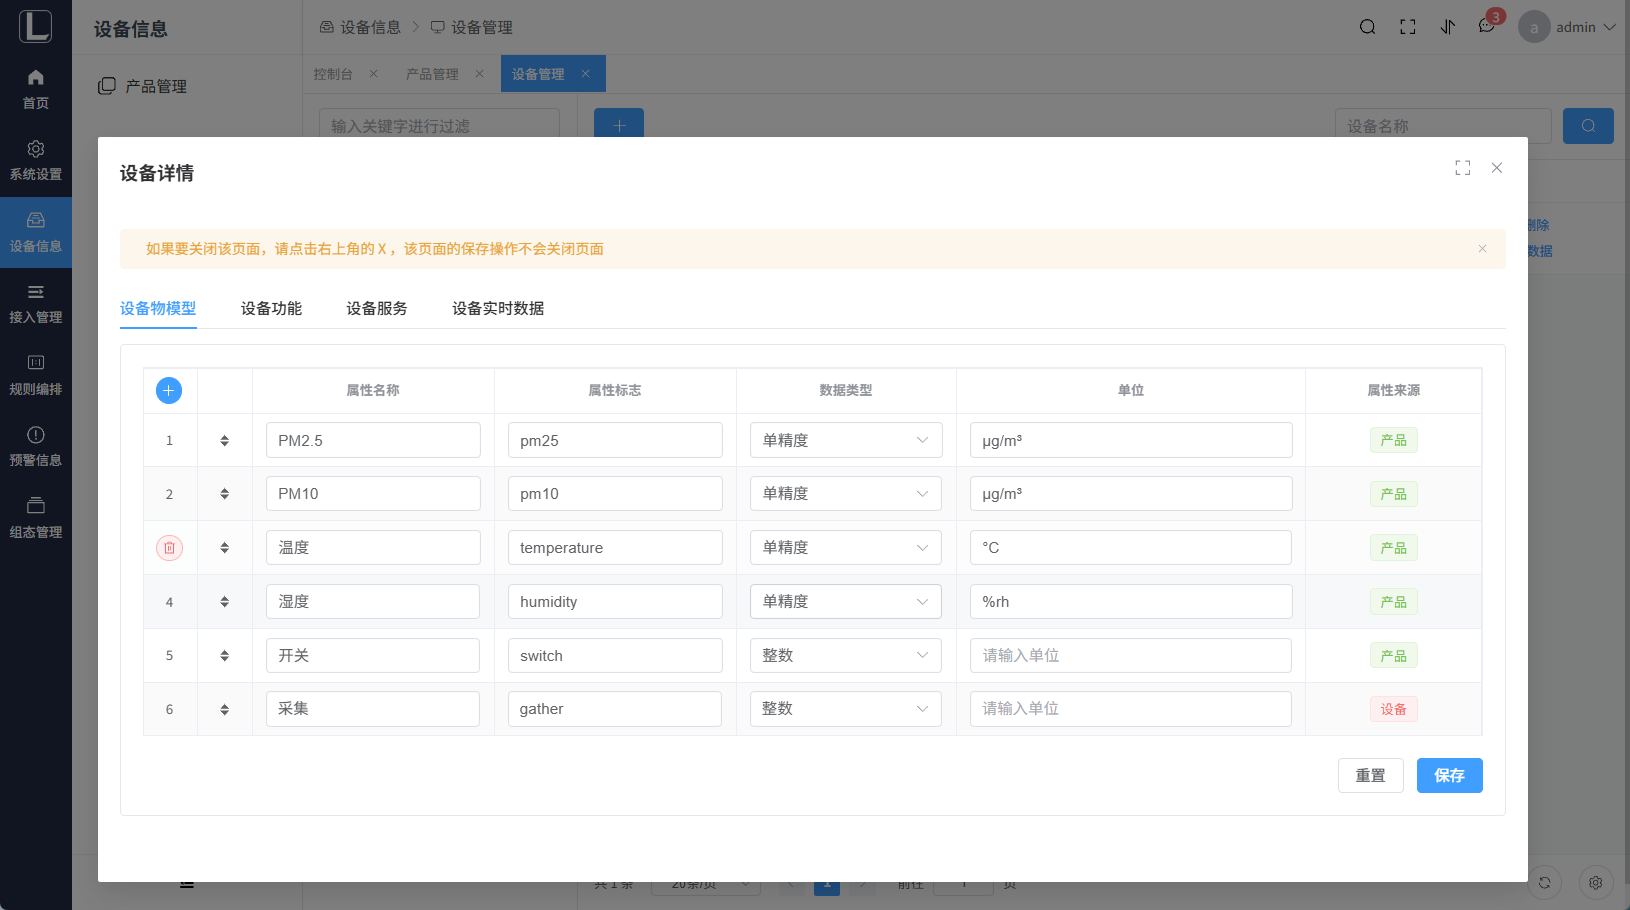 设备信息
设备信息
设备管理
3
a
admin
首页
系统设置
设备信息
接入管理
规则编排
预警信息
组态管理
产品管理
控制台
产品管理
设备管理
输入关键字进行过滤
设备名称
删除
数据
设备详情
如果要关闭该页面，请点击右上角的 X ，该页面的保存操作不会关闭页面
设备物模型 设备功能 设备服务 设备实时数据
属性名称 属性标志 数据类型 单位 属性来源
1 PM2.5 pm25 单精度 μg/m³ 产品
2 PM10 pm10 单精度 μg/m³ 产品
温度 temperature 单精度 °C 产品
4 湿度 humidity 单精度 %rh 产品
5 开关 switch 整数 请输入单位 产品
6 采集 gather 整数 请输入单位 设备
重置 保存
共 1 条 20条/页 1 前往 1 页